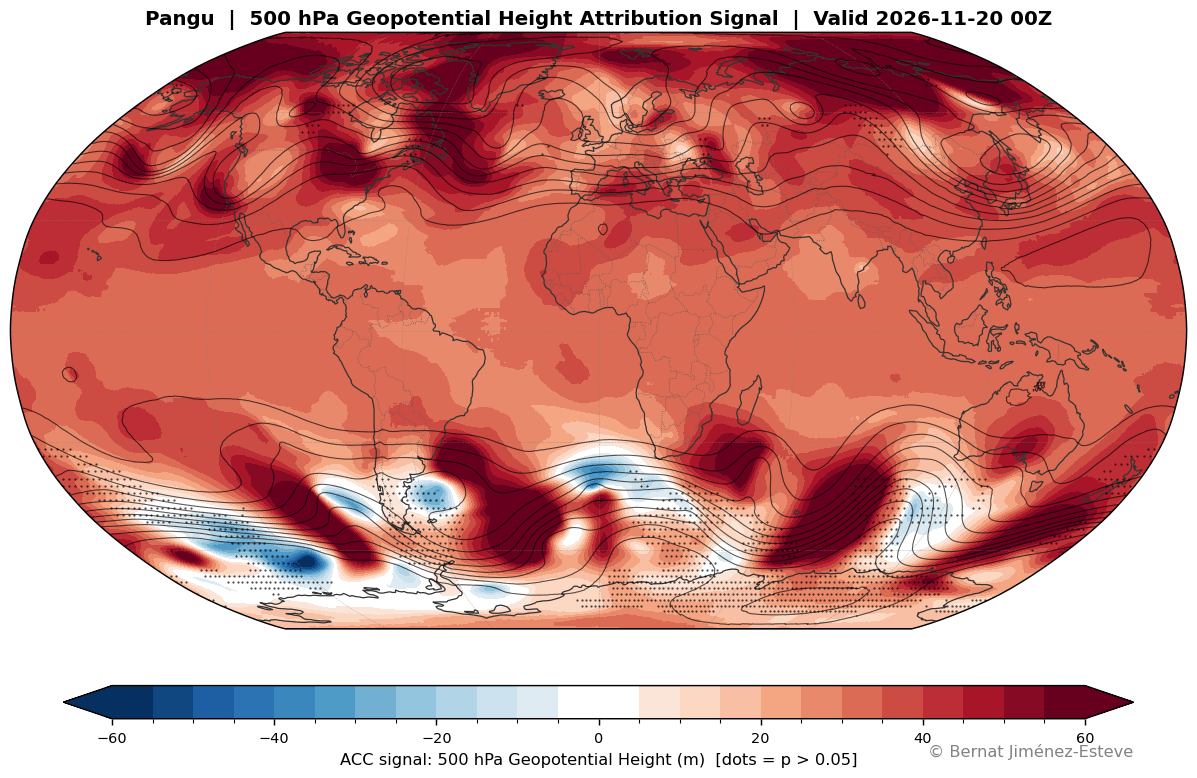 Pangu | 500 hPa Geopotential Height Attribution Signal | Valid 2026-11-20 00Z
−60 −40 −20 0 20 40 60
ACC signal: 500 hPa Geopotential Height (m) [dots = p > 0.05]
© Bernat Jiménez-Esteve